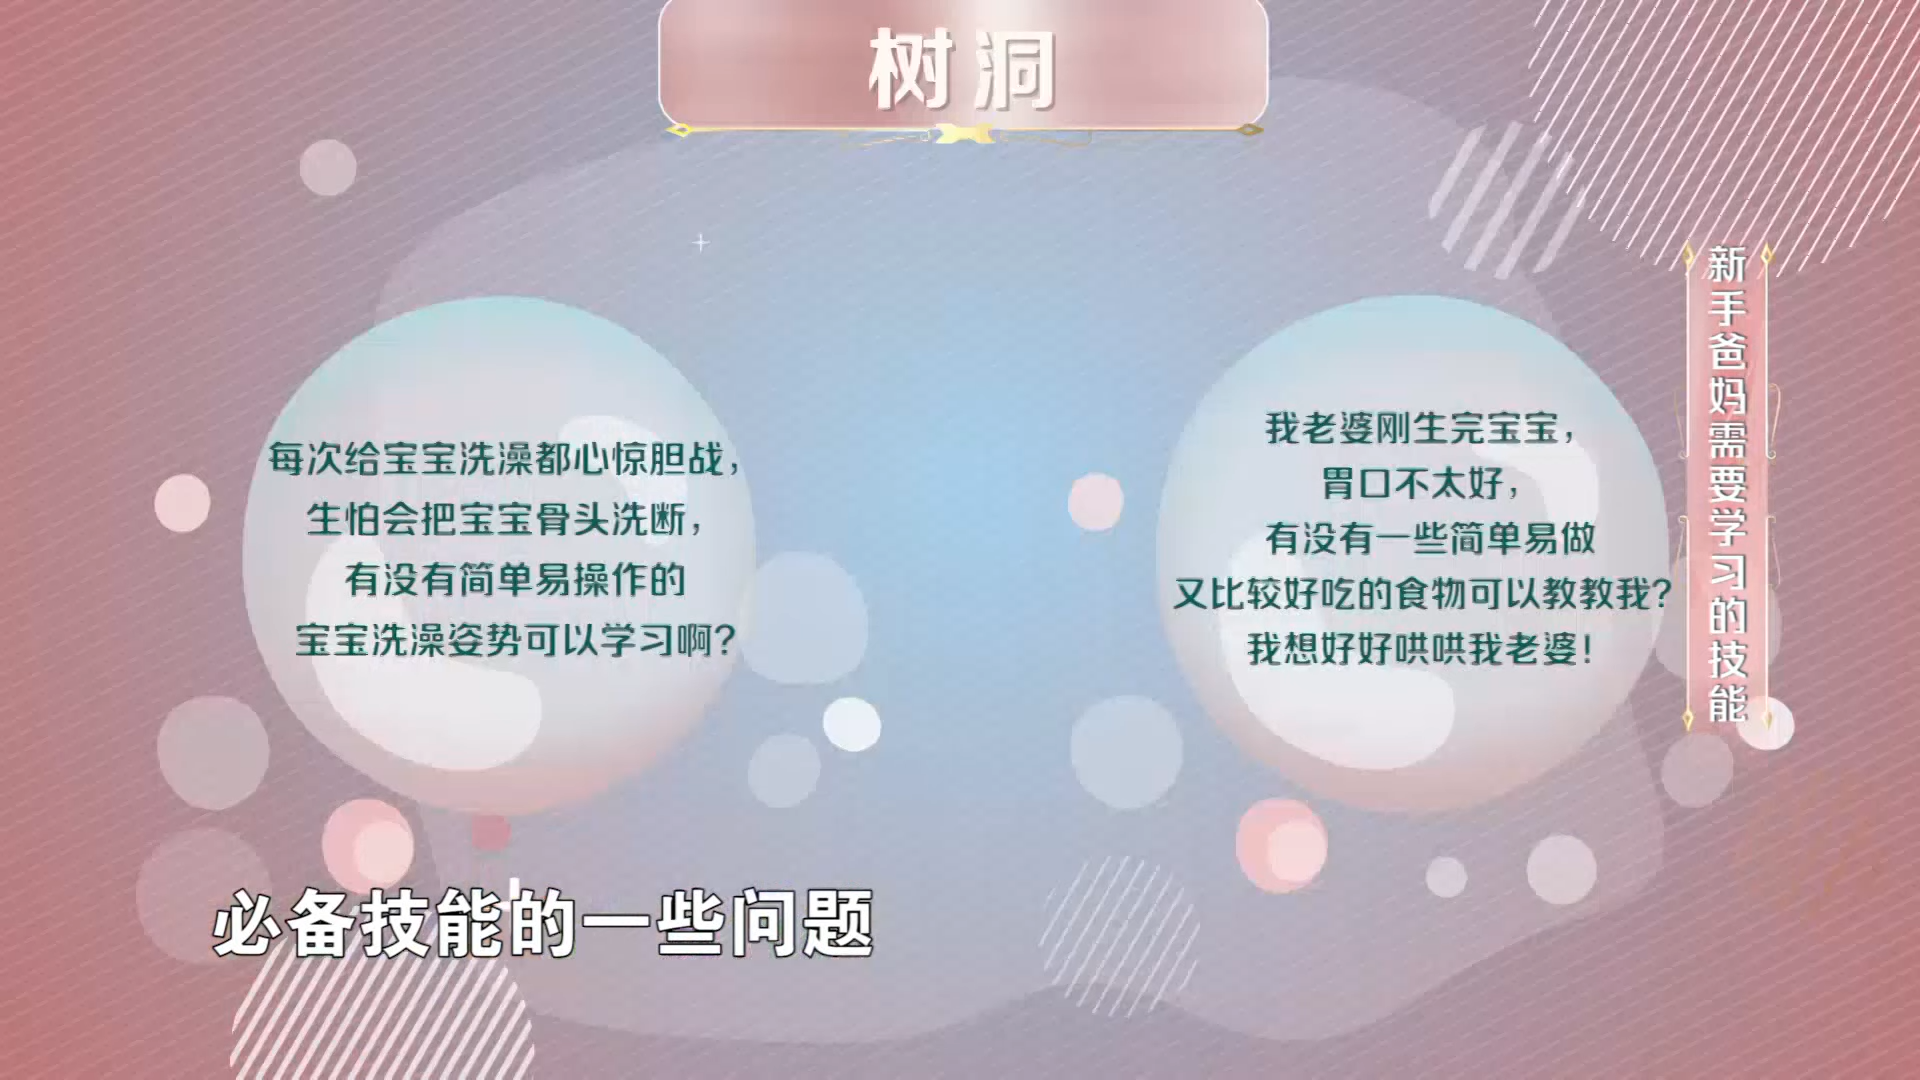 树洞
每次给宝宝洗澡都心惊胆战，
生怕会把宝宝骨头洗断，
有没有简单易操作的
宝宝洗澡姿势可以学习啊？
我老婆刚生完宝宝，
胃口不太好，
有没有一些简单易做
又比较好吃的食物可以教教我？
我想好好哄哄我老婆！
新手爸妈需要学习的技能
必备技能的一些问题